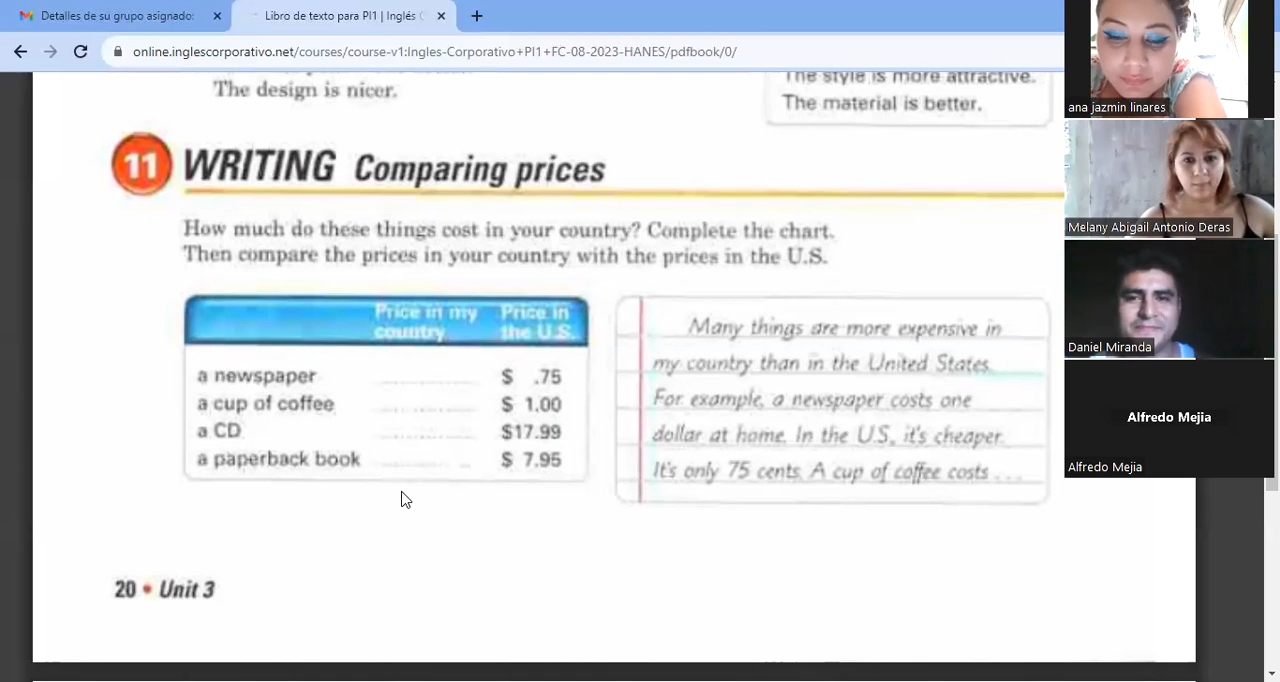 Detalles de su grupo asignado:
Libro de texto para PI1 | Inglés C
online.inglescorporativo.net/courses/course-v1:Ingles-Corporativo+PI1+FC-08-2023-HANES/pdfbook/0/
The design is nicer.
The style is more attractive.
The material is better.
11 WRITING Comparing prices
How much do these things cost in your country? Complete the chart.
Then compare the prices in your country with the prices in the U.S.
Price in my country Price in the U.S.
a newspaper $ .75
a cup of coffee $ 1.00
a CD $17.99
a paperback book $ 7.95
Many things are more expensive in
my country than in the United States.
For example, a newspaper costs one
dollar at home. In the U.S., it's cheaper.
It's only 75 cents. A cup of coffee costs . . .
20 • Unit 3
ana jazmin linares
Melany Abigail Antonio Deras
Daniel Miranda
Alfredo Mejia
Alfredo Mejia